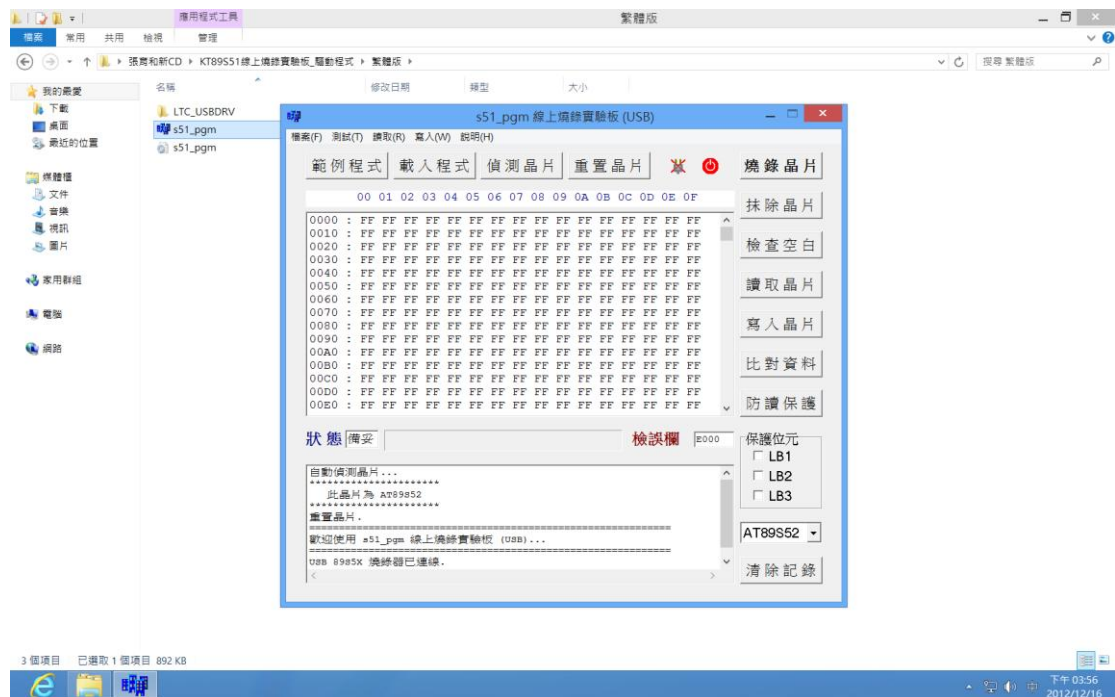 應用程式工具
繁體版
檔案 常用 共用 檢視 管理
張商和新CD ▸ KT89S51線上燒錄實驗板_驅動程式 ▸ 繁體版 ▸
搜尋 繁體版
名稱 修改日期 類型 大小
我的最愛
下載
桌面
最近的位置
媒體櫃
文件
音樂
視訊
圖片
家用群組
電腦
網路
LTC_USBDRV
s51_pgm
s51_pgm
s51_pgm 線上燒錄實驗板 (USB)
檔案(F) 測試(T) 讀取(R) 寫入(W) 說明(H)
範例程式 載入程式 偵測晶片 重置晶片 燒錄晶片
00 01 02 03 04 05 06 07 08 09 0A 0B 0C 0D 0E 0F
0000 : FF FF FF FF FF FF FF FF FF FF FF FF FF FF FF FF
0010 : FF FF FF FF FF FF FF FF FF FF FF FF FF FF FF FF
0020 : FF FF FF FF FF FF FF FF FF FF FF FF FF FF FF FF
0030 : FF FF FF FF FF FF FF FF FF FF FF FF FF FF FF FF
0040 : FF FF FF FF FF FF FF FF FF FF FF FF FF FF FF FF
0050 : FF FF FF FF FF FF FF FF FF FF FF FF FF FF FF FF
0060 : FF FF FF FF FF FF FF FF FF FF FF FF FF FF FF FF
0070 : FF FF FF FF FF FF FF FF FF FF FF FF FF FF FF FF
0080 : FF FF FF FF FF FF FF FF FF FF FF FF FF FF FF FF
0090 : FF FF FF FF FF FF FF FF FF FF FF FF FF FF FF FF
00A0 : FF FF FF FF FF FF FF FF FF FF FF FF FF FF FF FF
00B0 : FF FF FF FF FF FF FF FF FF FF FF FF FF FF FF FF
00C0 : FF FF FF FF FF FF FF FF FF FF FF FF FF FF FF FF
00D0 : FF FF FF FF FF FF FF FF FF FF FF FF FF FF FF FF
00E0 : FF FF FF FF FF FF FF FF FF FF FF FF FF FF FF FF
抹除晶片
檢查空白
讀取晶片
寫入晶片
比對資料
防讀保護
狀態 備妥 檢誤欄 E000
保護位元
LB1
LB2
LB3
AT89S52
清除記錄
自動偵測晶片...
**********************
此晶片為 AT89S52
**********************
重置晶片.
============================================================
歡迎使用 s51_pgm 線上燒錄實驗板 (USB)...
============================================================
USB 89S5X 燒錄器已連線.
3 個項目 已選取 1 個項目 892 KB
下午 03:56
2012/12/16